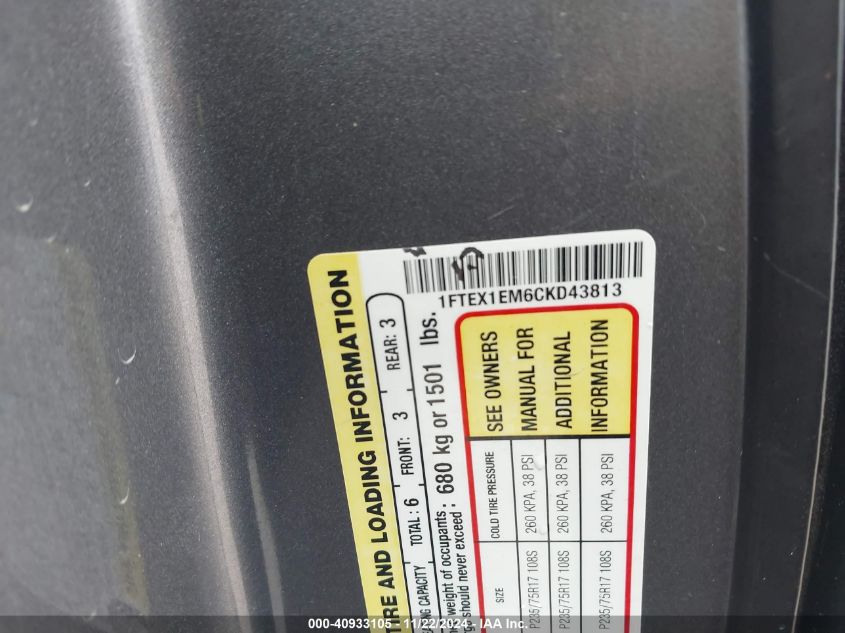 TIRE AND LOADING INFORMATION
SEATING CAPACITY TOTAL: 6 FRONT: 3 REAR: 3
weight of occupants :
should never exceed : 680 kg or 1501 lbs.
SIZE COLD TIRE PRESSURE SEE OWNERS
P235/75R17 108S 260 KPA, 38 PSI MANUAL FOR
P235/75R17 108S 260 KPA, 38 PSI ADDITIONAL
P235/75R17 108S 260 KPA, 38 PSI INFORMATION
1FTEX1EM6CKD43813
000-40933105 - 11/22/2024 - IAA Inc.